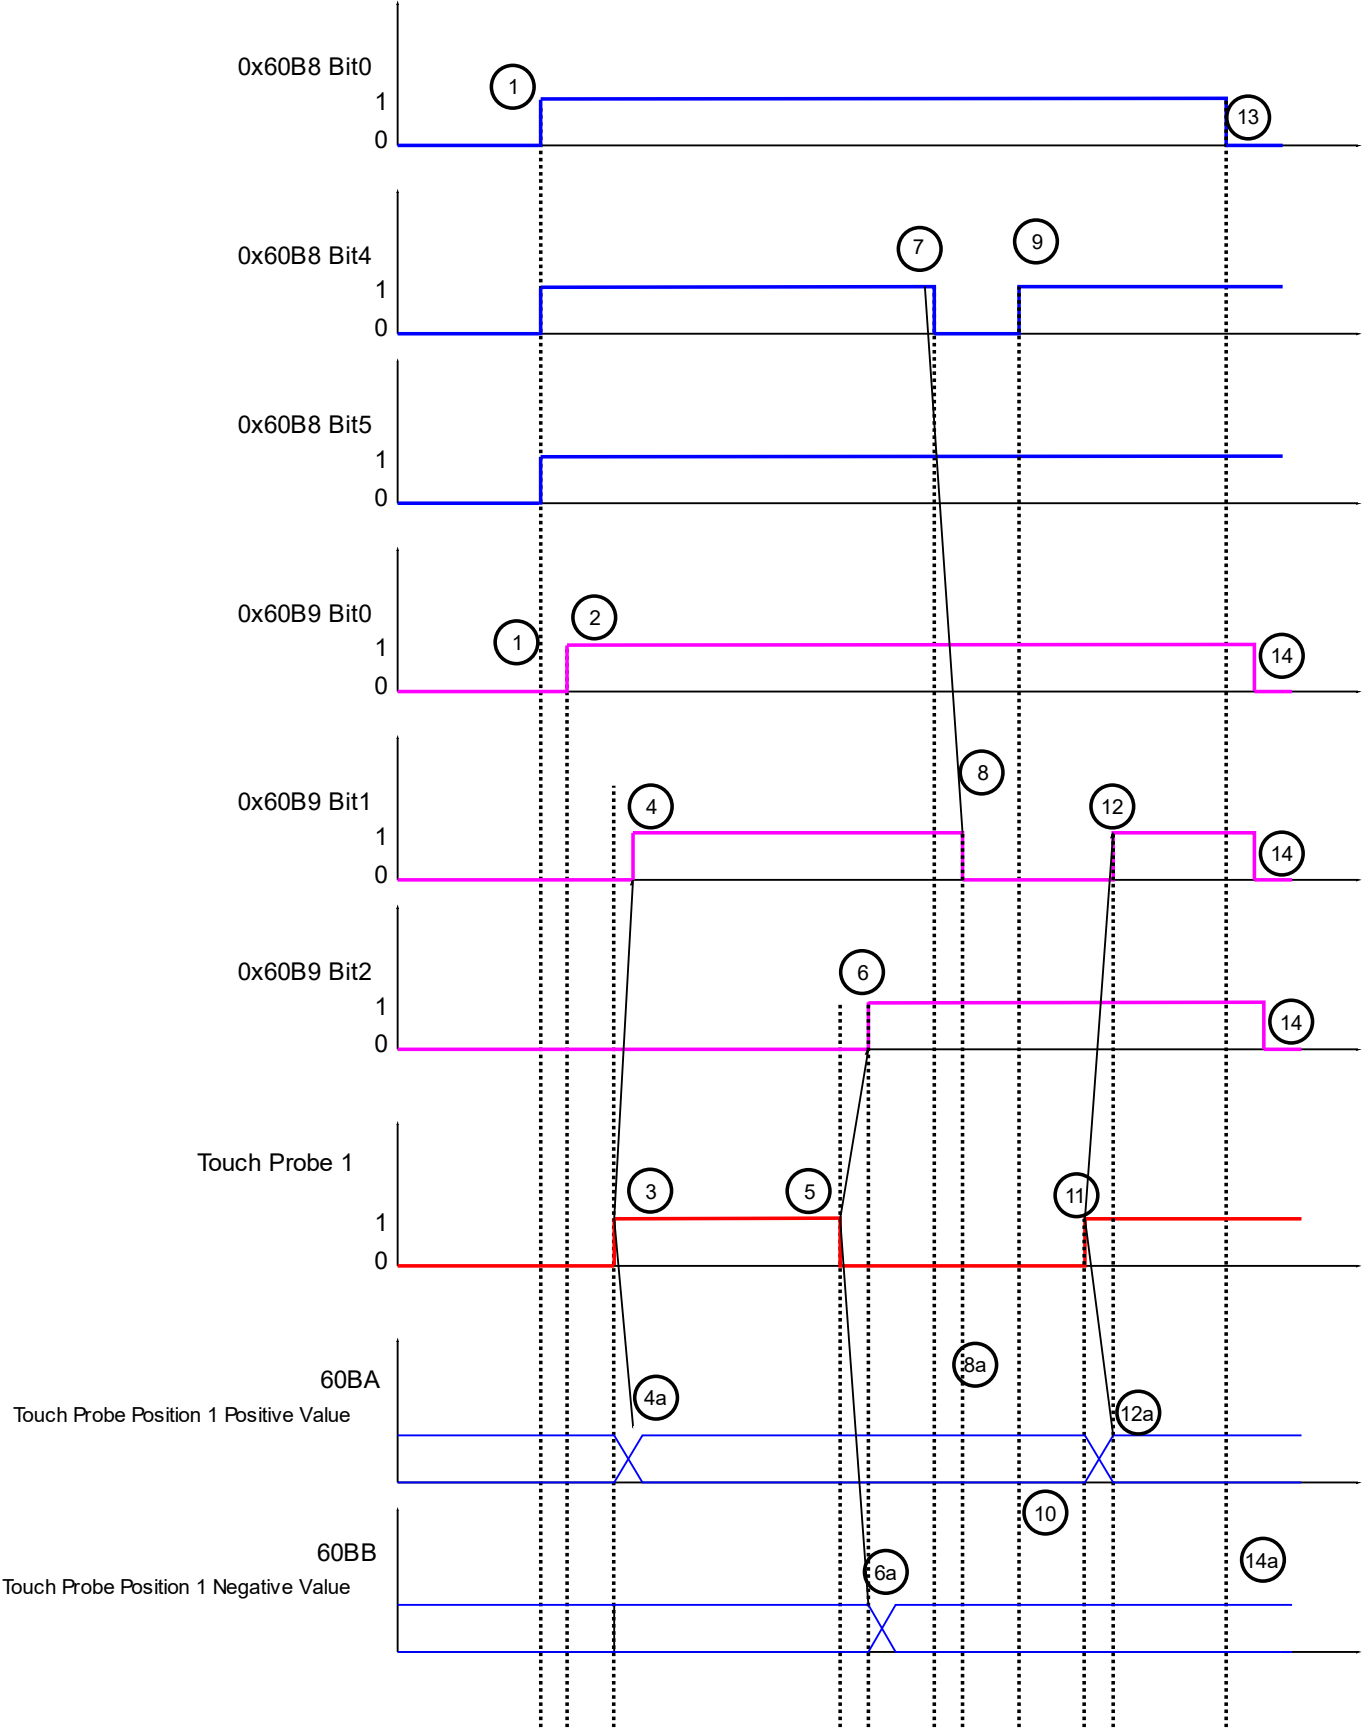 0x60B8 Bit0
1
1
13
0
0x60B8 Bit4
7
9
1
0
0x60B8 Bit5
1
0
0x60B9 Bit0
1
2
1
14
0
8
0x60B9 Bit1
4
12
1
14
0
0x60B9 Bit2
6
1
14
0
Touch Probe 1
3
5
11
1
0
60BA
8a
4a
Touch Probe Position 1 Positive Value
12a
10
60BB
14a
6a
Touch Probe Position 1 Negative Value